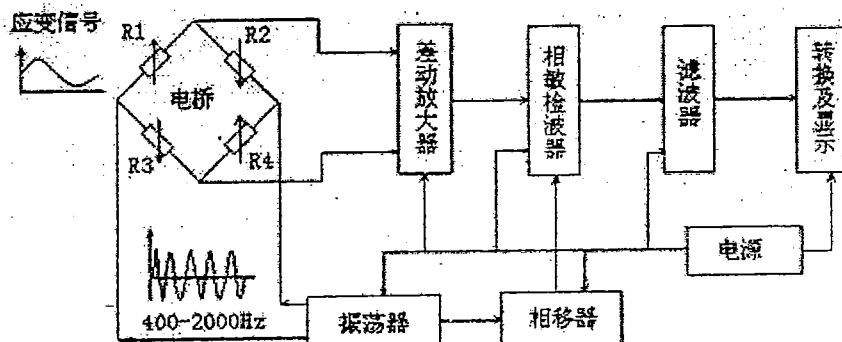 应变信号
R1
R2
电桥
R3
R4
400-2000Hz
差动放大器
相敏检波器
滤波器
转换及显示
电源
振荡器
相移器